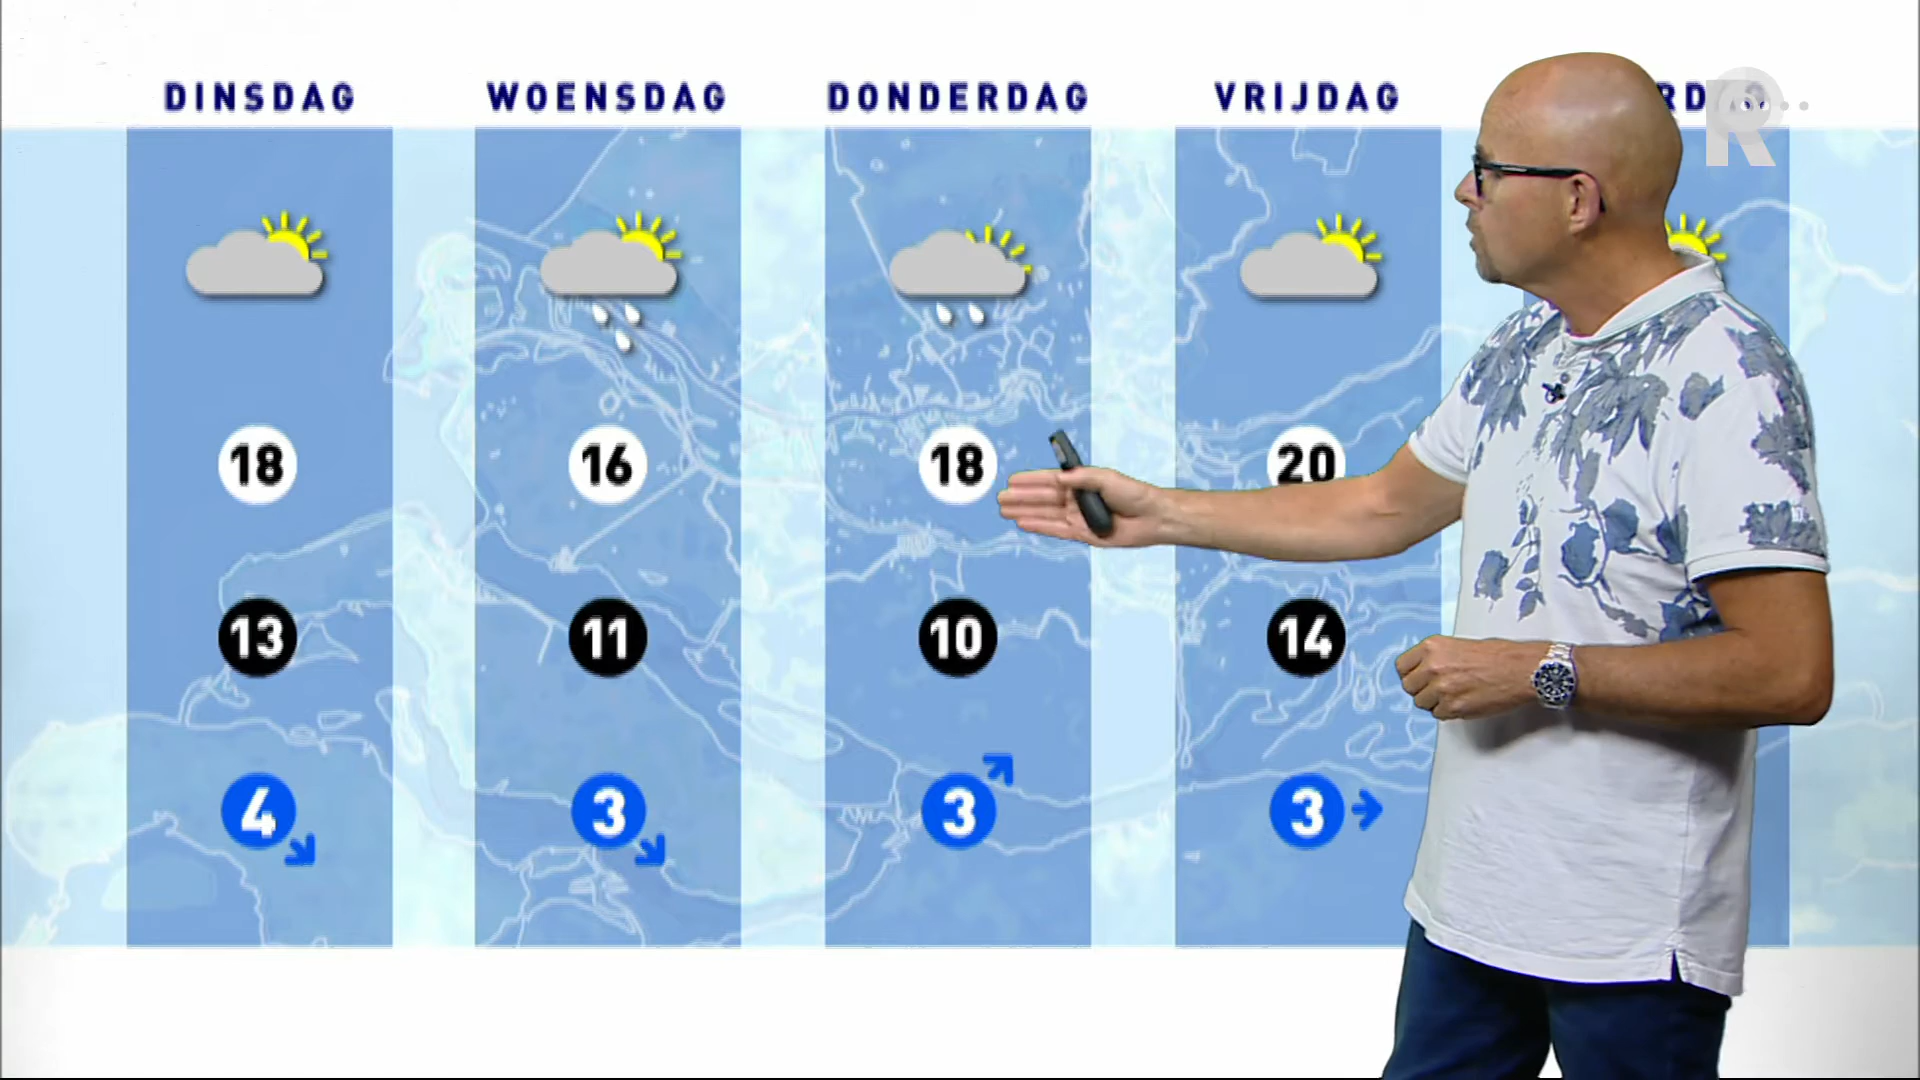 DINSDAG WOENSDAG DONDERDAG VRIJDAG
R
18 16 18 20
13 11 10 14
4 3 3 3